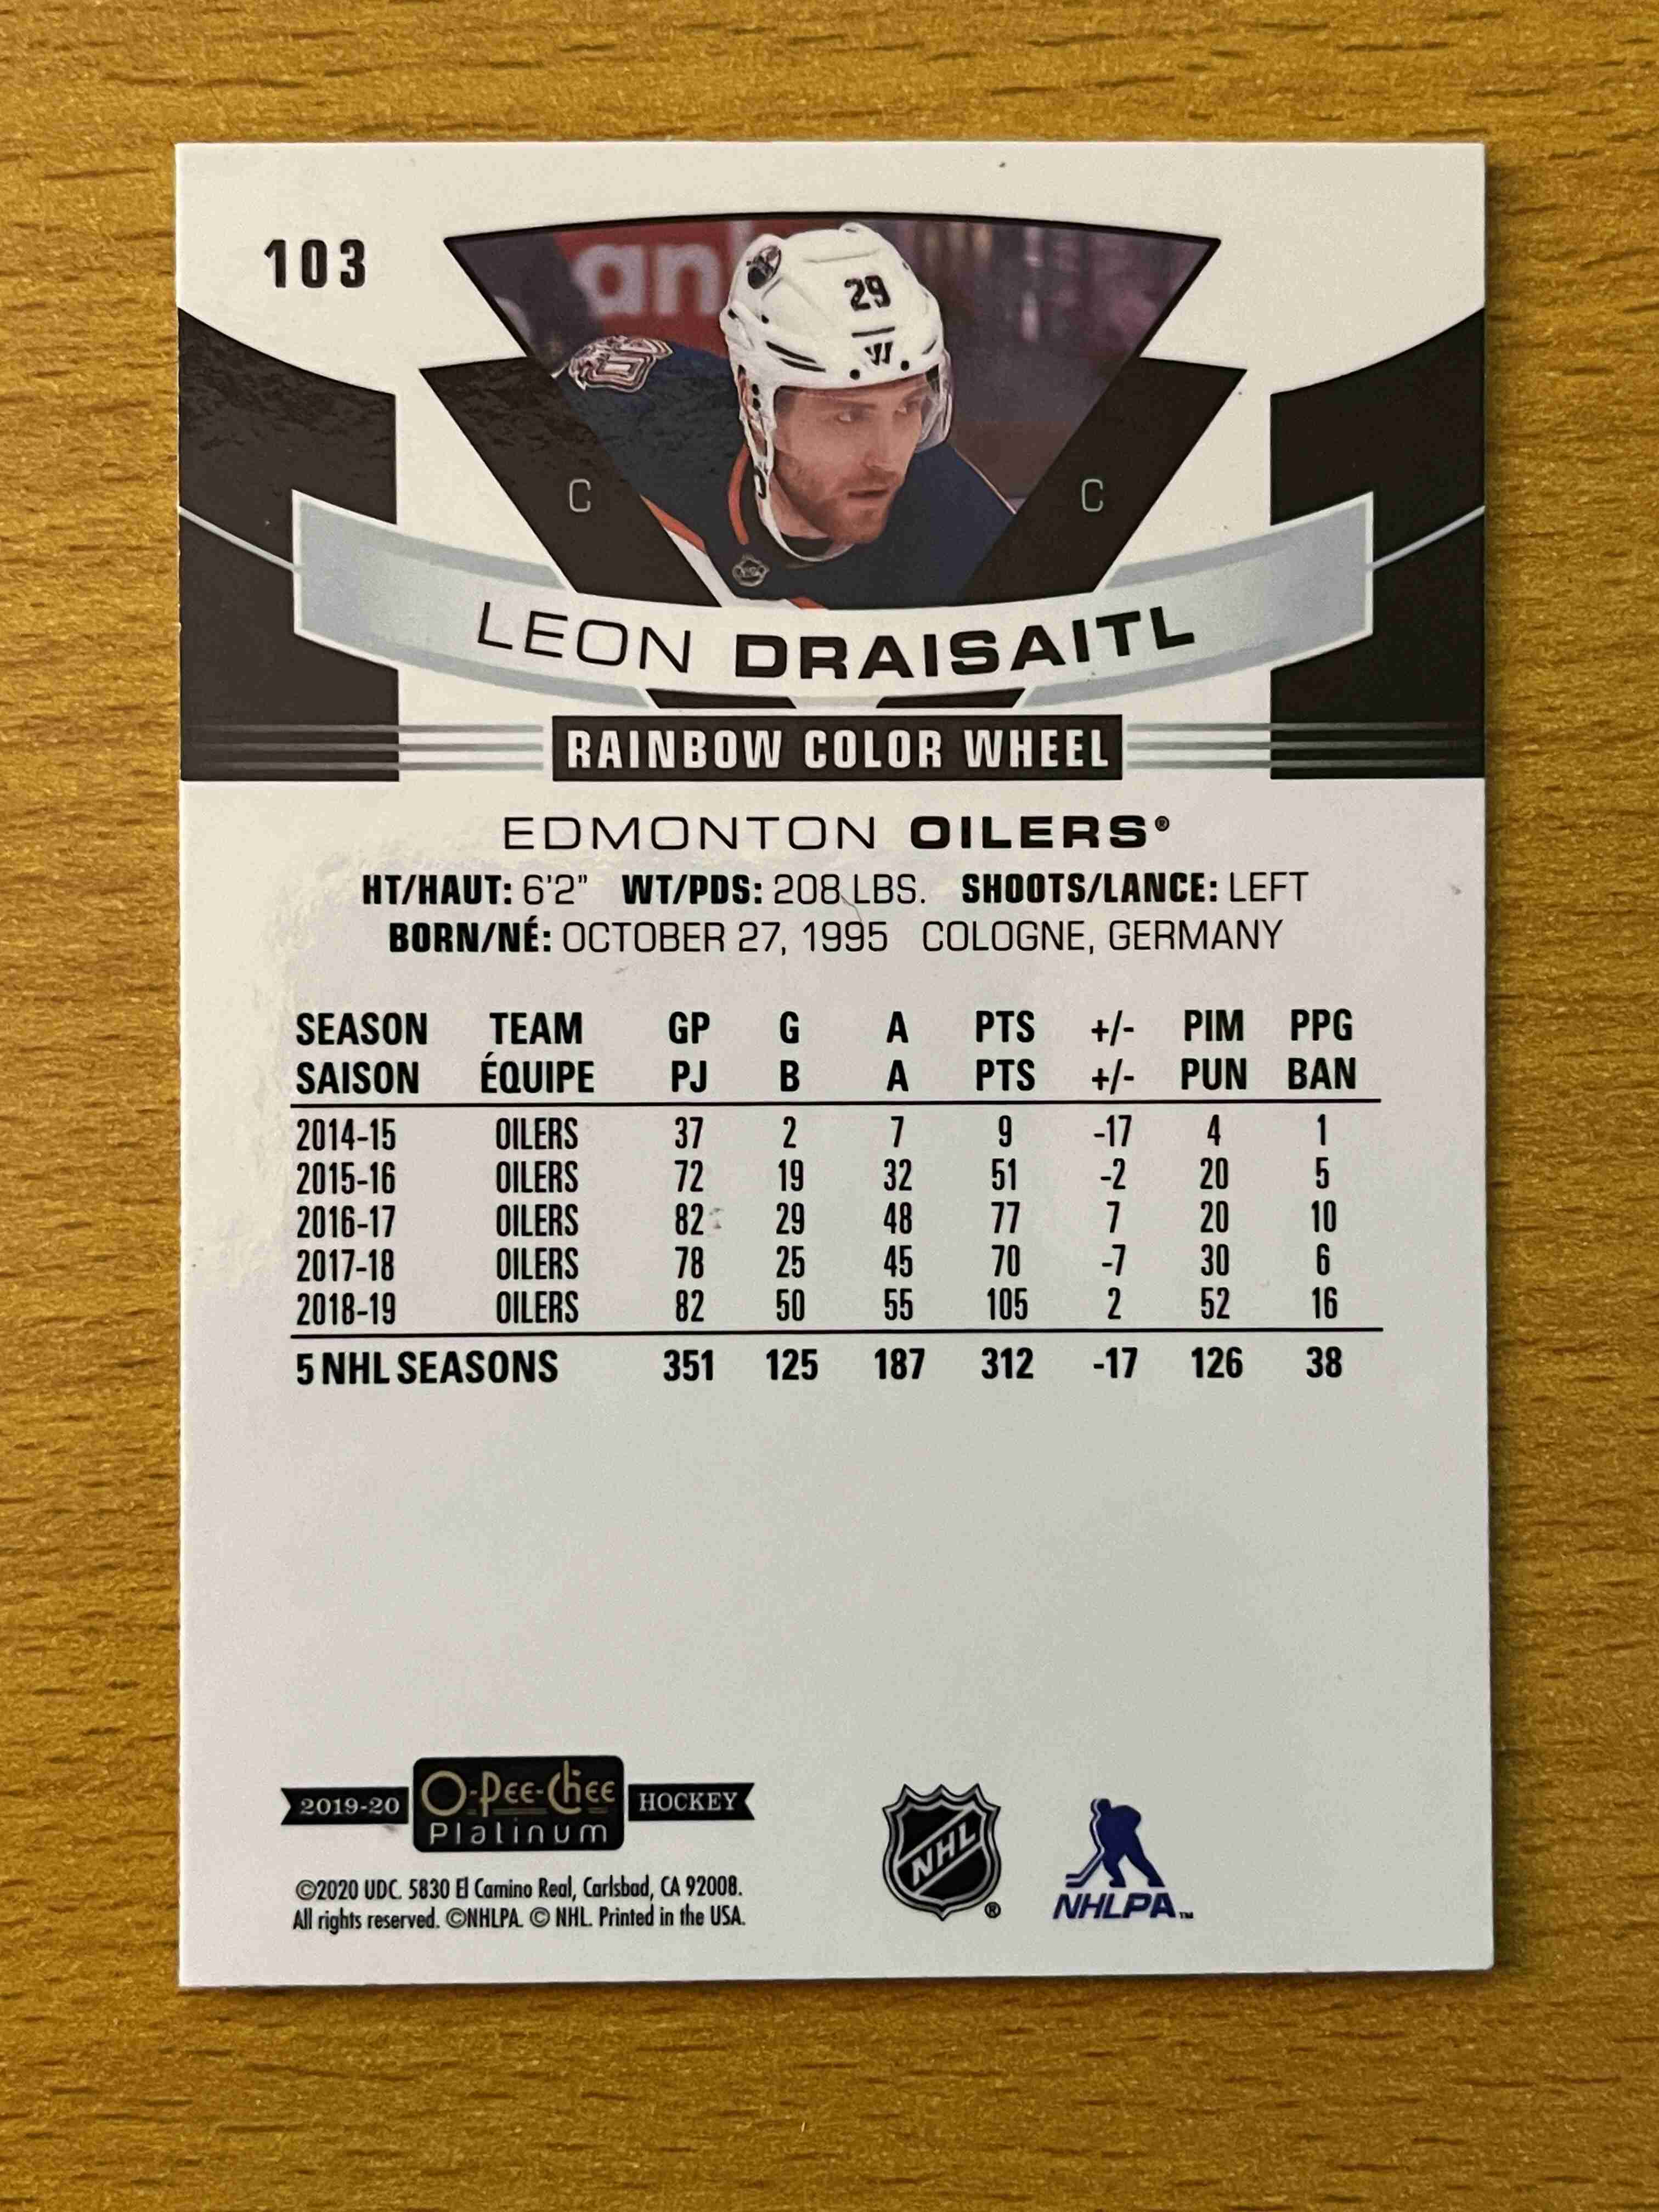 103
an
29
W
C C
LEON DRAISAITL
RAINBOW COLOR WHEEL
EDMONTON OILERS®
HT/HAUT: 6'2" WT/PDS: 208 LBS. SHOOTS/LANCE: LEFT
BORN/NÉ: OCTOBER 27, 1995 COLOGNE, GERMANY
SEASON TEAM GP G A PTS +/- PIM PPG
SAISON ÉQUIPE PJ B A PTS +/- PUN BAN
2014-15 OILERS 37 2 7 9 -17 4 1
2015-16 OILERS 72 19 32 51 -2 20 5
2016-17 OILERS 82 29 48 77 7 20 10
2017-18 OILERS 78 25 45 70 -7 30 6
2018-19 OILERS 82 50 55 105 2 52 16
5 NHL SEASONS 351 125 187 312 -17 126 38
2019-20 O-Pee-Chee HOCKEY
Platinum
©2020 UDC. 5830 El Camino Real, Carlsbad, CA 92008.
All rights reserved. ©NHLPA. © NHL. Printed in the USA.
NHL ®
NHLPA™